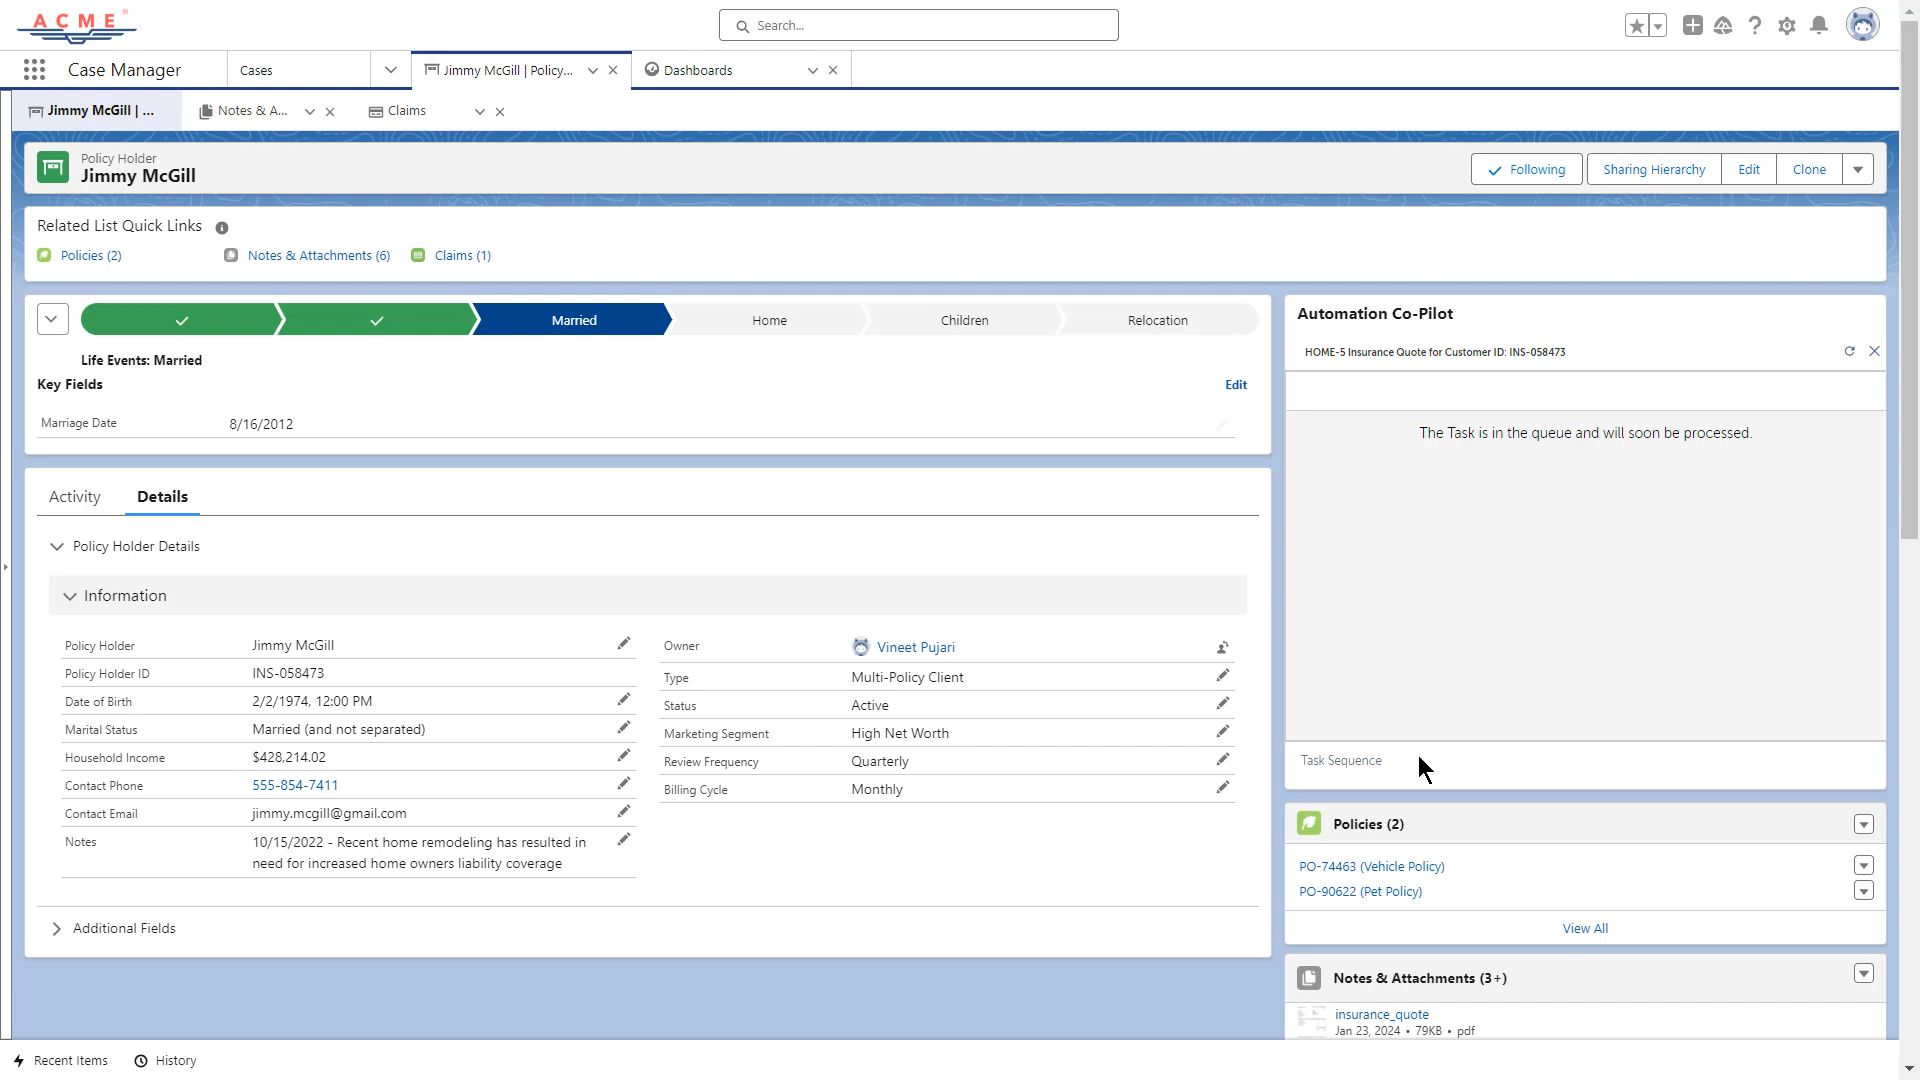 ACME
Search...
Case Manager
Cases
Jimmy McGill | Policy...
Dashboards
Jimmy McGill | ...
Notes & A...
Claims
Policy Holder
Jimmy McGill
Following
Sharing Hierarchy
Edit
Clone
Related List Quick Links
Policies (2)
Notes & Attachments (6)
Claims (1)
Married
Home
Children
Relocation
Life Events: Married
Key Fields
Edit
Marriage Date
8/16/2012
Activity
Details
Policy Holder Details
Information
Policy Holder
Jimmy McGill
Policy Holder ID
INS-058473
Date of Birth
2/2/1974, 12:00 PM
Marital Status
Married (and not separated)
Household Income
$428,214.02
Contact Phone
555-854-7411
Contact Email
jimmy.mcgill@gmail.com
Notes
10/15/2022 - Recent home remodeling has resulted in
need for increased home owners liability coverage
Owner
Vineet Pujari
Type
Multi-Policy Client
Status
Active
Marketing Segment
High Net Worth
Review Frequency
Quarterly
Billing Cycle
Monthly
Additional Fields
Automation Co-Pilot
HOME-5 Insurance Quote for Customer ID: INS-058473
The Task is in the queue and will soon be processed.
Task Sequence
Policies (2)
PO-74463 (Vehicle Policy)
PO-90622 (Pet Policy)
View All
Notes & Attachments (3+)
insurance_quote
Jan 23, 2024 • 79KB • pdf
Recent Items
History